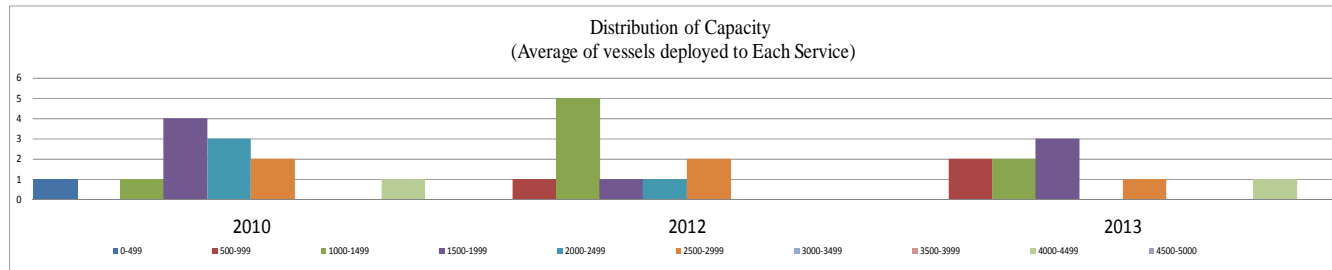 Distribution of Capacity
(Average of vessels deployed to Each Service)
6
5
4
3
2
1
0
2010 2012 2013
0-499 500-999 1000-1499 1500-1999 2000-2499 2500-2999 3000-3499 3500-3999 4000-4499 4500-5000